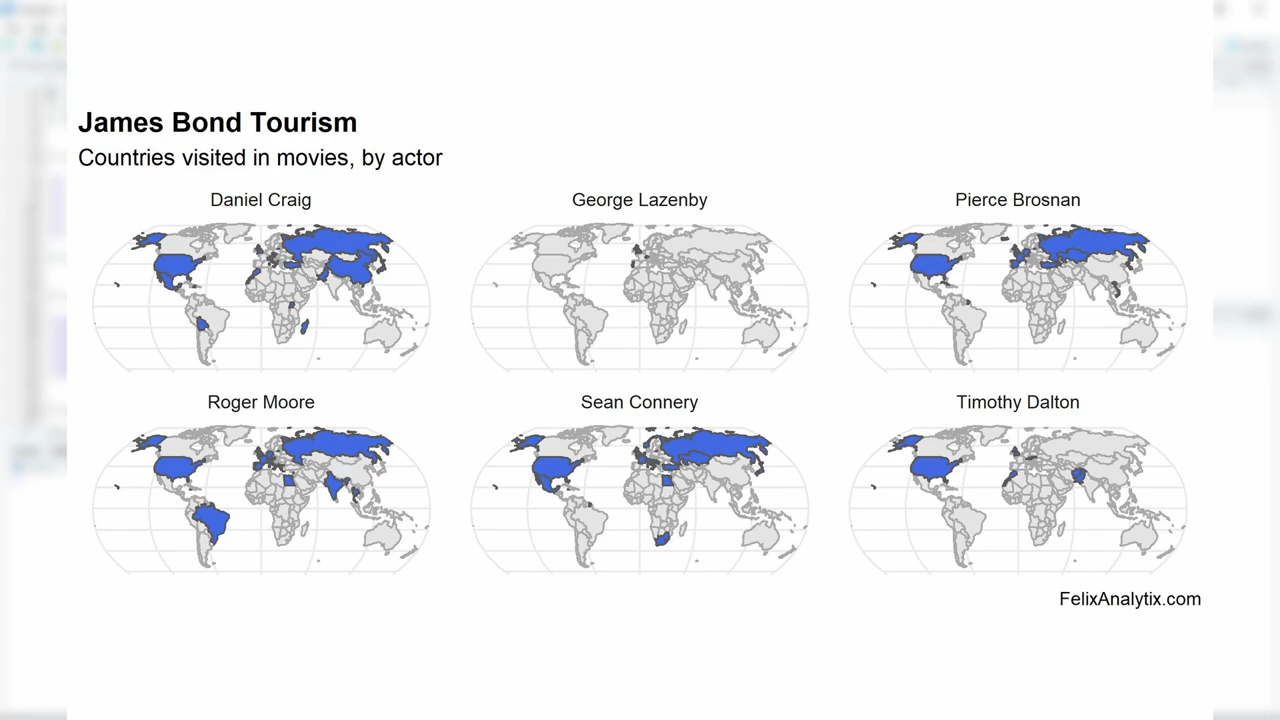 James Bond Tourism
Countries visited in movies, by actor
Daniel Craig
George Lazenby
Pierce Brosnan
Roger Moore
Sean Connery
Timothy Dalton
FelixAnalytix.com